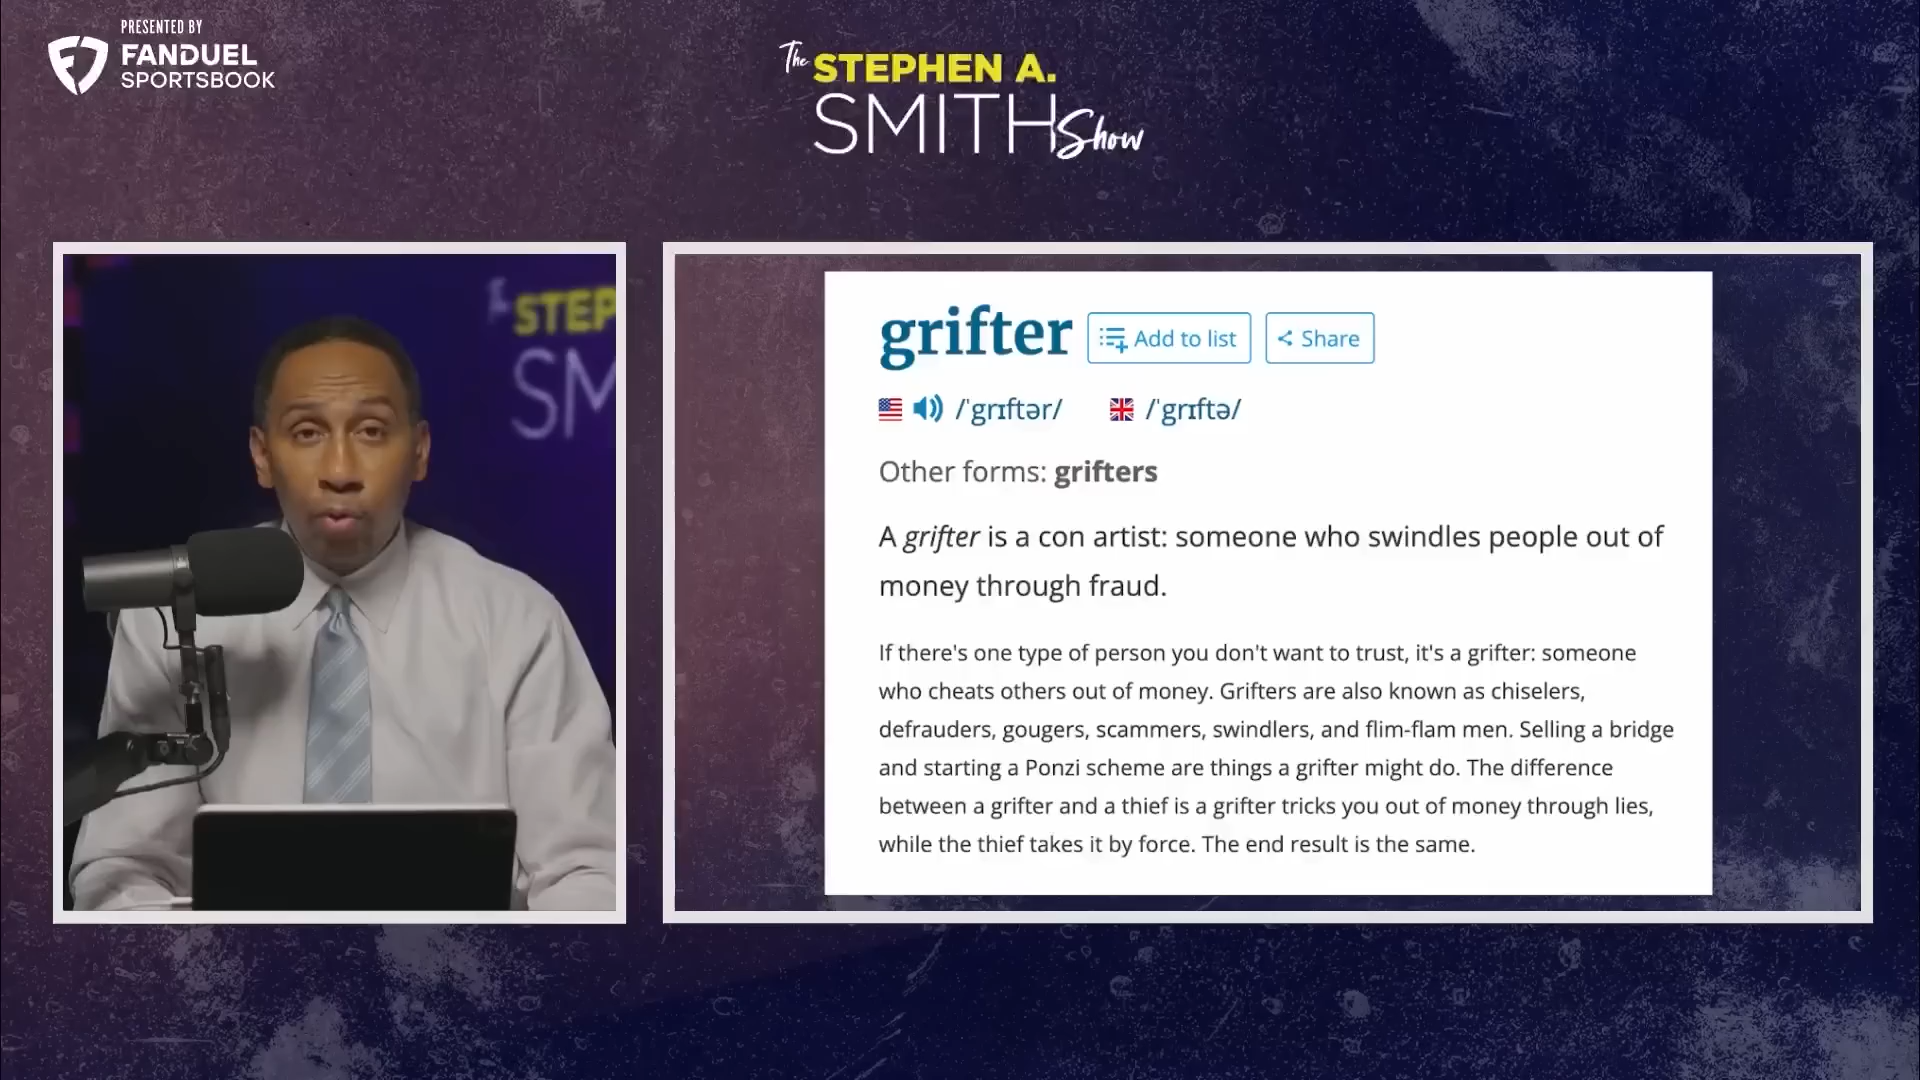 PRESENTED BY
FANDUEL
SPORTSBOOK
The STEPHEN A.
SMITH Show
STEP
SM
grifter Add to list Share
/ˈgrɪftər/ /ˈgrɪftə/
Other forms: grifters
A grifter is a con artist: someone who swindles people out of
money through fraud.
If there's one type of person you don't want to trust, it's a grifter: someone
who cheats others out of money. Grifters are also known as chiselers,
defrauders, gougers, scammers, swindlers, and flim-flam men. Selling a bridge
and starting a Ponzi scheme are things a grifter might do. The difference
between a grifter and a thief is a grifter tricks you out of money through lies,
while the thief takes it by force. The end result is the same.